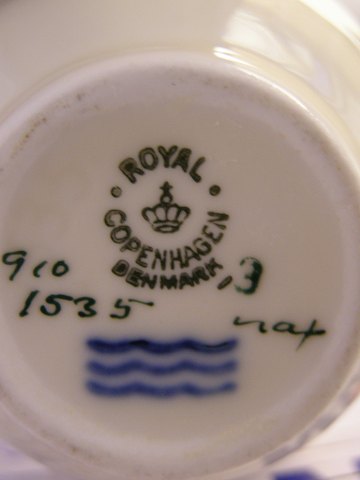 ROYAL
COPENHAGEN
DENMARK
910
1535
3